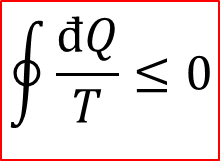 ∮ đQ/T ≤ 0